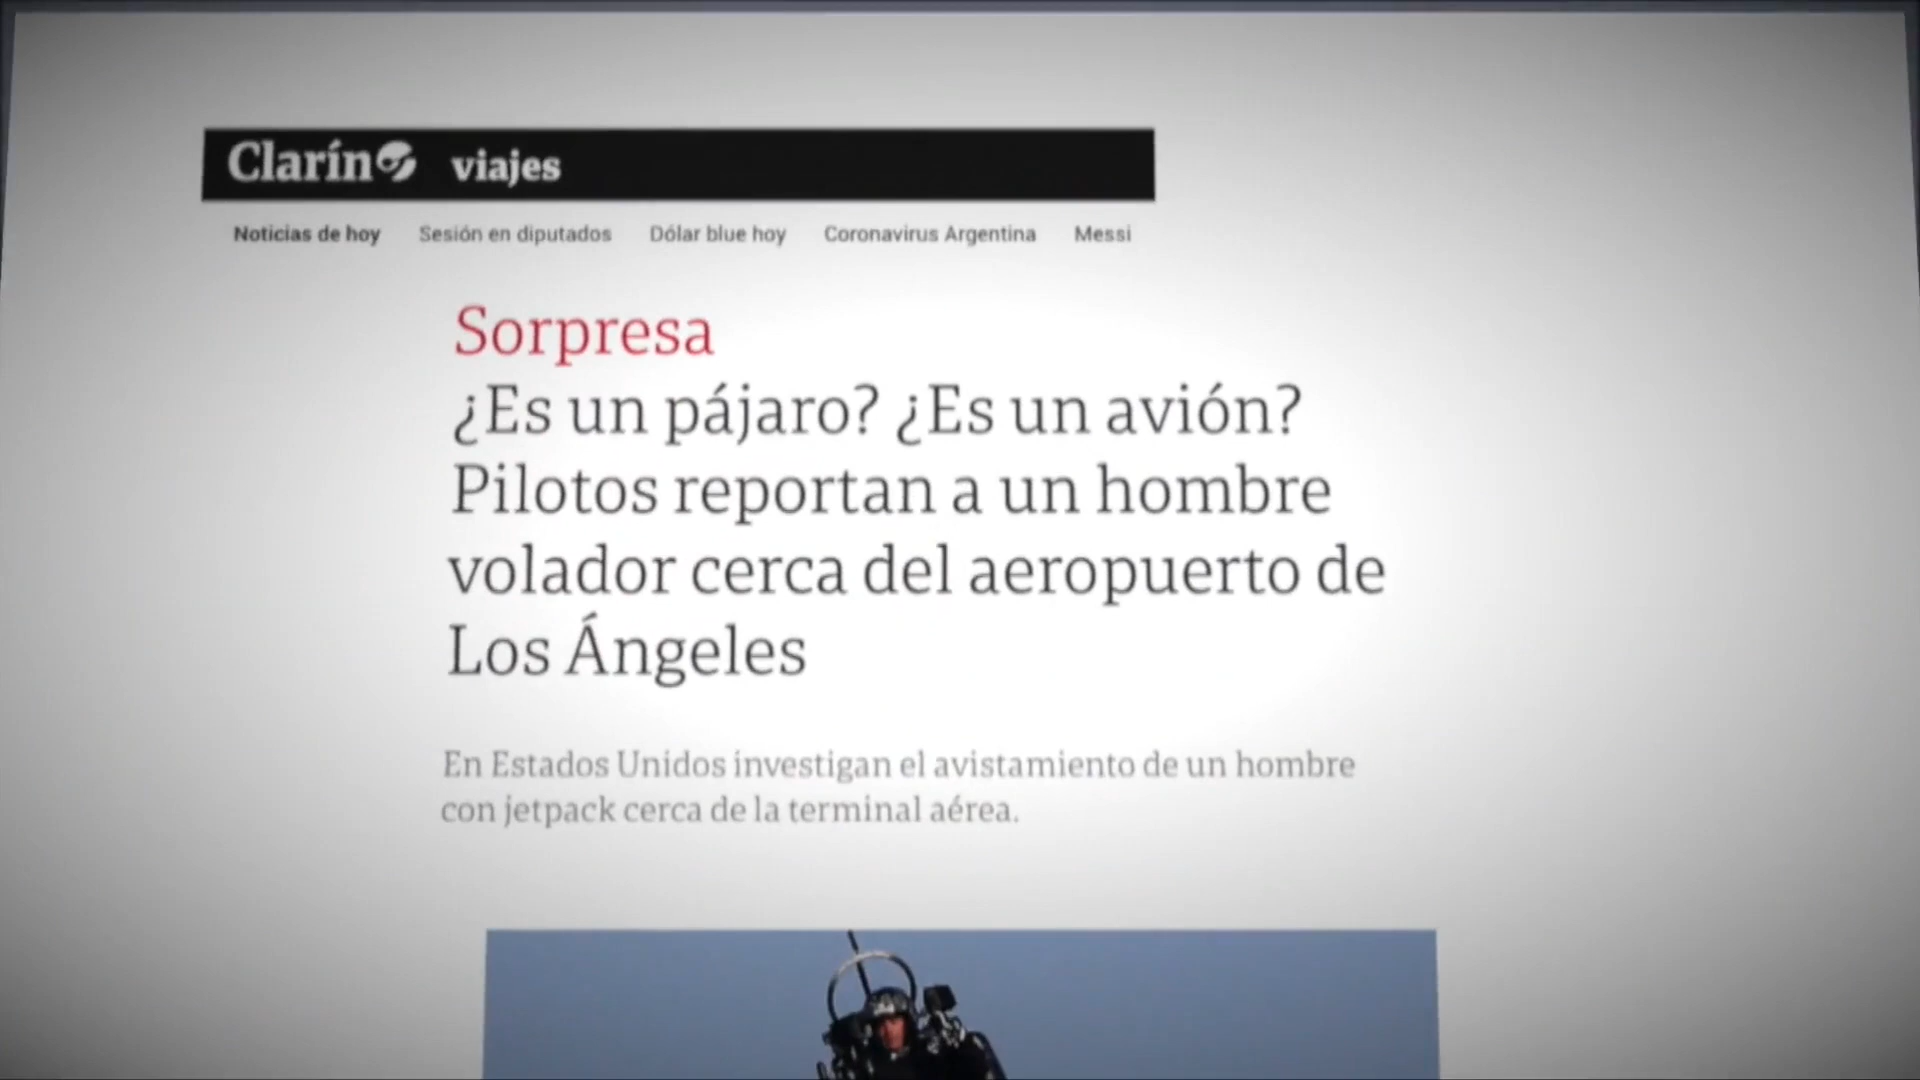 Clarín viajes
Noticias de hoy Sesión en diputados Dólar blue hoy Coronavirus Argentina Messi
Sorpresa
¿Es un pájaro? ¿Es un avión?
Pilotos reportan a un hombre
volador cerca del aeropuerto de
Los Ángeles
En Estados Unidos investigan el avistamiento de un hombre
con jetpack cerca de la terminal aérea.